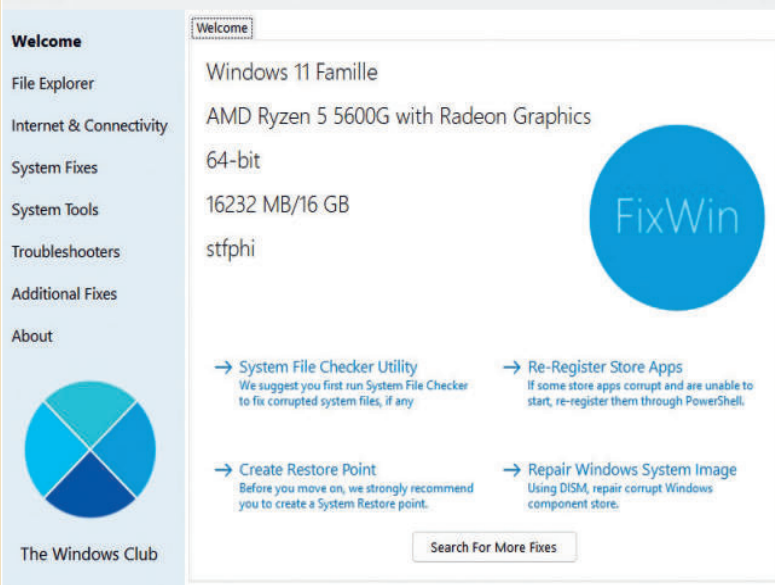 Welcome
File Explorer
Internet & Connectivity
System Fixes
System Tools
Troubleshooters
Additional Fixes
About
The Windows Club
Welcome
Windows 11 Famille
AMD Ryzen 5 5600G with Radeon Graphics
64-bit
16232 MB/16 GB
stfphi
FixWin
→ System File Checker Utility
We suggest you first run System File Checker
to fix corrupted system files, if any
→ Re-Register Store Apps
If some store apps corrupt and are unable to
start, re-register them through PowerShell.
→ Create Restore Point
Before you move on, we strongly recommend
you to create a System Restore point.
→ Repair Windows System Image
Using DISM, repair corrupt Windows
component store.
Search For More Fixes